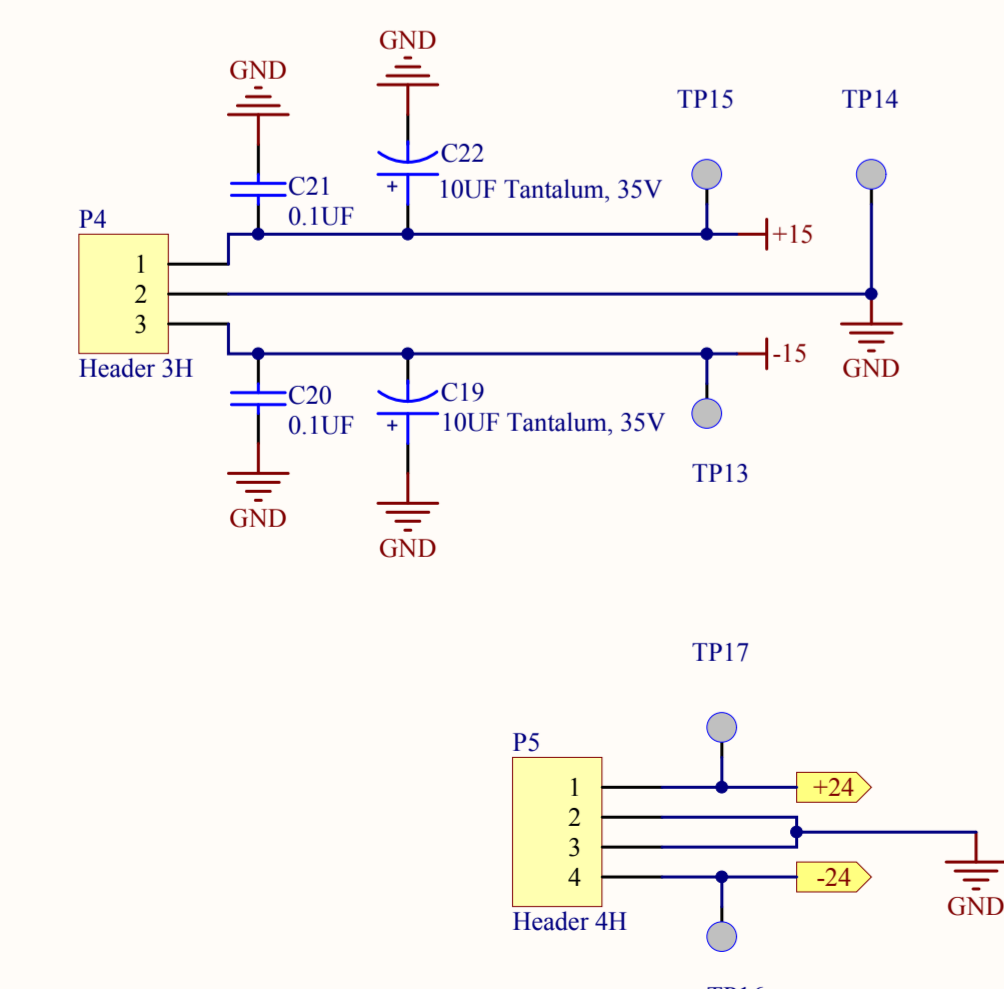 GND
GND
TP15
TP14
C22
10UF Tantalum, 35V
+
C21
0.1UF
P4
+15
1
2
3
Header 3H
-15
GND
C20
0.1UF
C19
10UF Tantalum, 35V
+
TP13
GND
GND
TP17
P5
1
+24
2
3
4
-24
GND
Header 4H